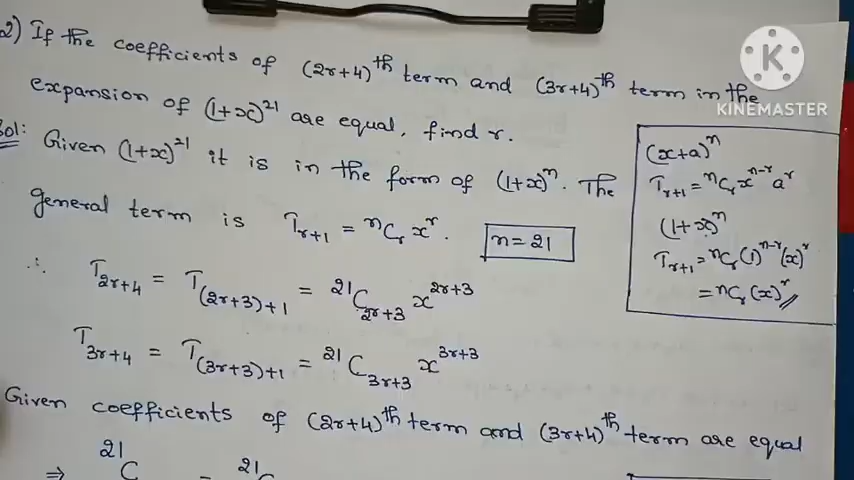 2) If the coefficients of (2r+4)th term and (3r+4)th term in the
expansion of (1+x)^21 are equal, find r.
Sol: Given (1+x)^21 it is in the form of (1+x)^n. The
general term is T_{r+1} = nC_r x^r. n = 21
∴ T_{2r+4} = T_{(2r+3)+1} = 21C_{2r+3} x^{2r+3}
T_{3r+4} = T_{(3r+3)+1} = 21C_{3r+3} x^{3r+3}
Given coefficients of (2r+4)th term and (3r+4)th term are equal
⇒ 21C = 21C
(x+a)^n
T_{r+1} = nC_r x^{n-r} a^r
(1+x)^n
T_{r+1} = nC_r (1)^{n-r} (x)^r
= nC_r (x)^r //
K
KINEMASTER